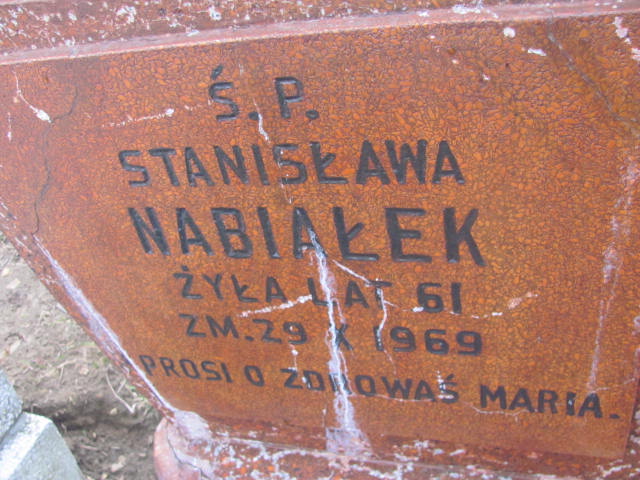 Ś. P.
STANISŁAWA
NABIAŁEK
ŻYŁA LAT 61
ZM. 29 X 1969
PROSI O ZDROWAŚ MARIA.